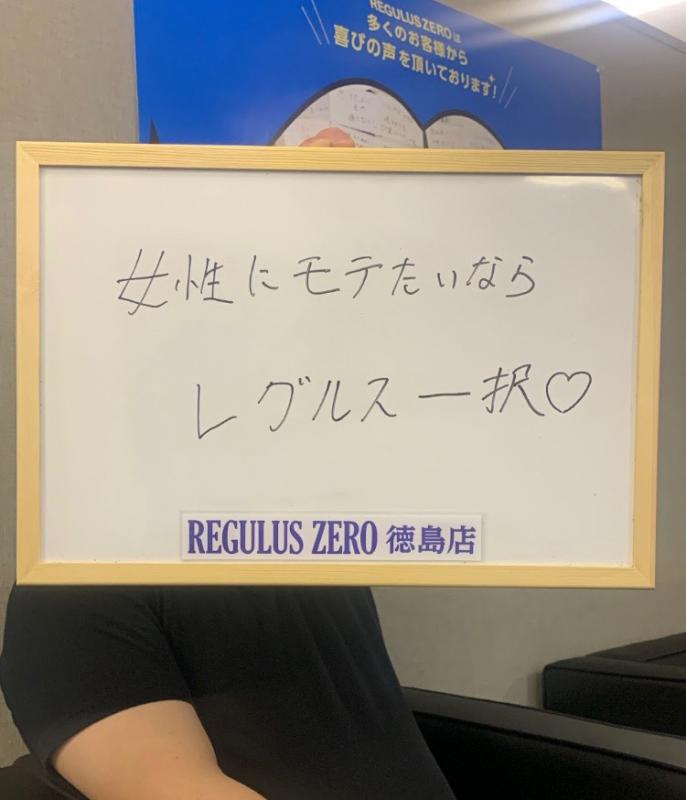 REGULUS ZEROは
多くのお客様から
喜びの声を頂いております!
女性にモテたいなら
レグルス一択♡
REGULUS ZERO 徳島店